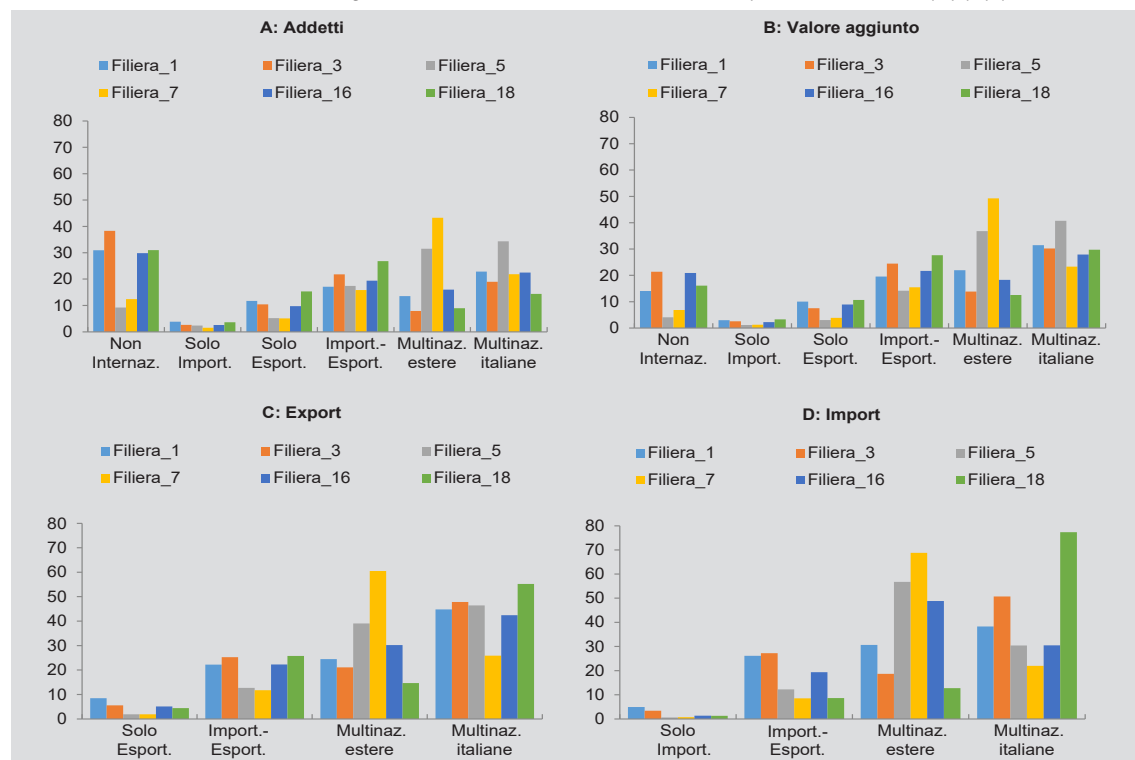 A: Addetti
Filiera_1 Filiera_3 Filiera_5
Filiera_7 Filiera_16 Filiera_18
80
70
60
50
40
30
20
10
0
Non Solo Solo Import.- Multinaz. Multinaz.
Internaz. Import. Esport. Esport. estere italiane
B: Valore aggiunto
Filiera_1 Filiera_3 Filiera_5
Filiera_7 Filiera_16 Filiera_18
80
70
60
50
40
30
20
10
0
Non Solo Solo Import.- Multinaz. Multinaz.
Internaz. Import. Esport. Esport. estere italiane
C: Export
Filiera_1 Filiera_3 Filiera_5
Filiera_7 Filiera_16 Filiera_18
80
70
60
50
40
30
20
10
0
Solo Import.- Multinaz. Multinaz.
Esport. Esport. estere italiane
D: Import
Filiera_1 Filiera_3 Filiera_5
Filiera_7 Filiera_16 Filiera_18
80
70
60
50
40
30
20
10
0
Solo Import.- Multinaz. Multinaz.
Import. Esport. estere italiane